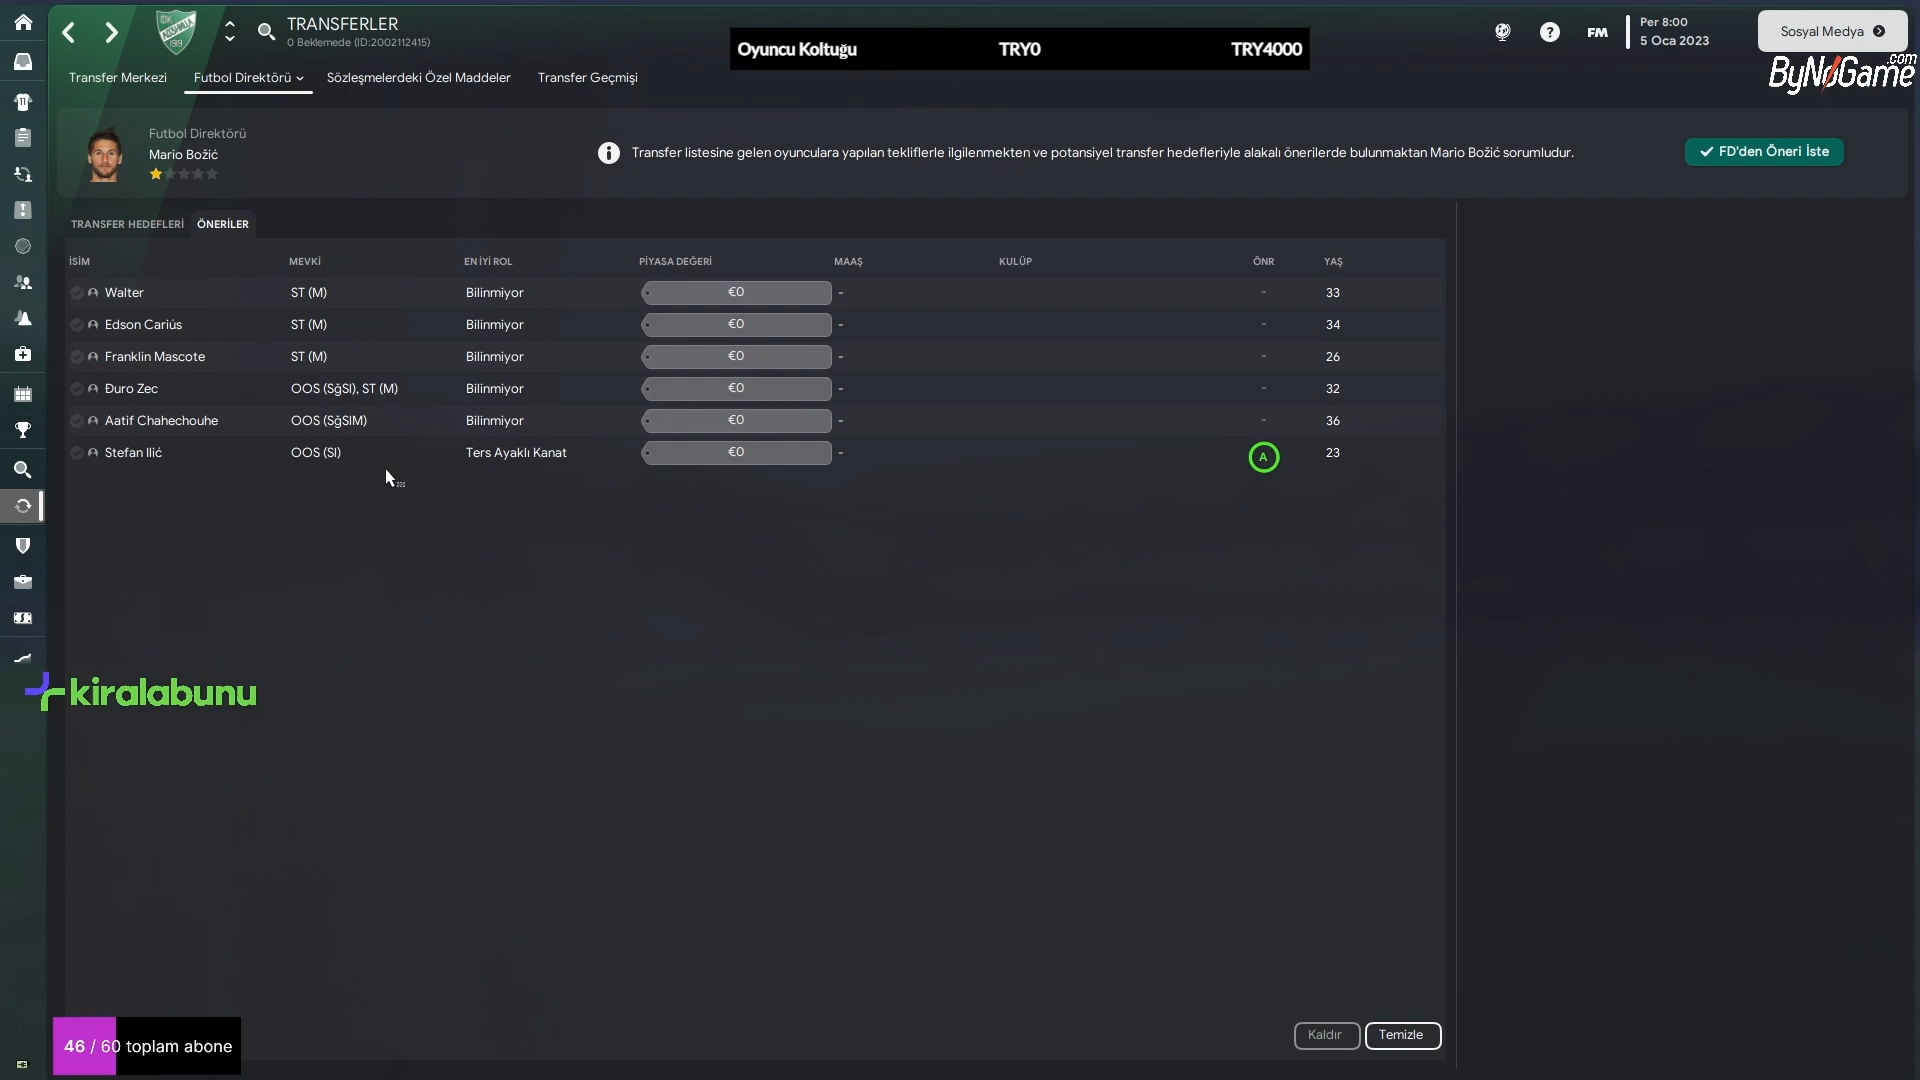 TRANSFERLER
0 Beklemede (ID:2002112415)
Oyuncu Koltuğu TRY0 TRY4000
FM
Per 8:00
5 Oca 2023
Sosyal Medya
ByNoGame.com
Transfer Merkezi Futbol Direktörü Sözleşmelerdeki Özel Maddeler Transfer Geçmişi
Futbol Direktörü
Mario Božić
Transfer listesine gelen oyunculara yapılan tekliflerle ilgilenmekten ve potansiyel transfer hedefleriyle alakalı önerilerde bulunmaktan Mario Božić sorumludur.
FD'den Öneri İste
TRANSFER HEDEFLERİ ÖNERİLER
İSİM MEVKİ EN İYİ ROL PİYASA DEĞERİ MAAŞ KULÜP ÖNR YAŞ
Walter ST (M) Bilinmiyor €0 - - 33
Edson Cariús ST (M) Bilinmiyor €0 - - 34
Franklin Mascote ST (M) Bilinmiyor €0 - - 26
Đuro Zec OOS (SğSl), ST (M) Bilinmiyor €0 - - 32
Aatif Chahechouhe OOS (SğSlM) Bilinmiyor €0 - - 36
Stefan Ilić OOS (Sl) Ters Ayaklı Kanat €0 - A 23
kiralabunu
Kaldır Temizle
46 / 60 toplam abone